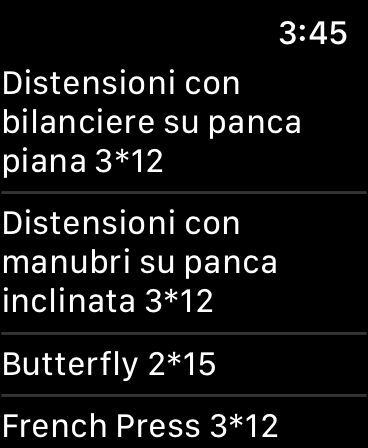 3:45
Distensioni con
bilanciere su panca
piana 3*12
Distensioni con
manubri su panca
inclinata 3*12
Butterfly 2*15
French Press 3*12